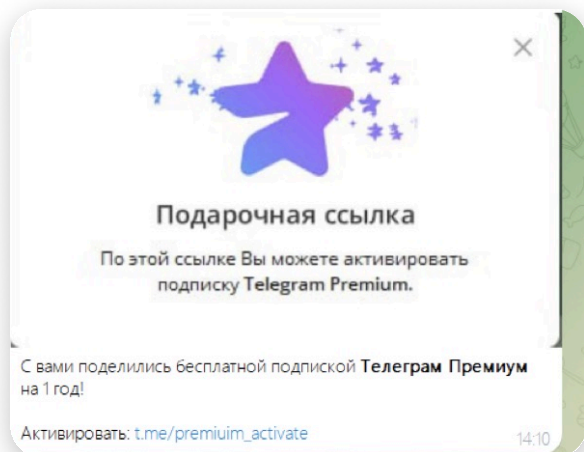 Подарочная ссылка
По этой ссылке Вы можете активировать
подписку Telegram Premium.
С вами поделились бесплатной подпиской Телеграм Премиум
на 1 год!
Активировать: t.me/premiuim_activate
14:10